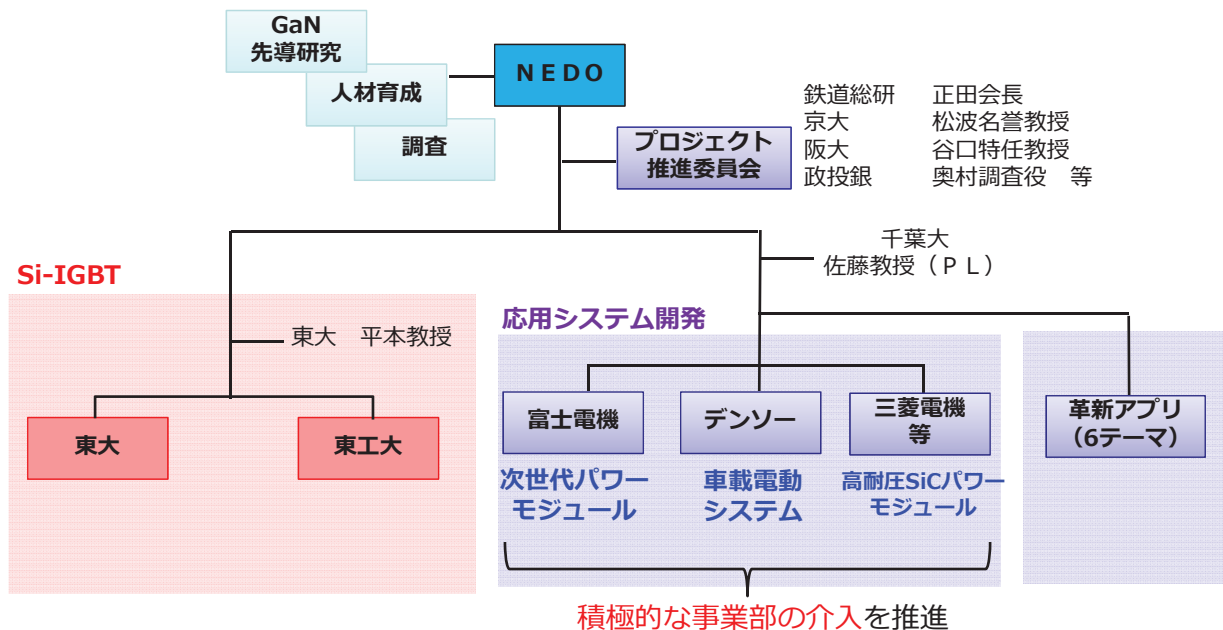 GaN
先導研究
人材育成
調査
ＮＥＤＯ
プロジェクト
推進委員会
鉄道総研　正田会長
京大　松波名誉教授
阪大　谷口特任教授
政投銀　奥村調査役　等
千葉大
佐藤教授（ＰＬ）
Si-IGBT
東大　平本教授
東大
東工大
応用システム開発
富士電機
次世代パワー
モジュール
デンソー
車載電動
システム
三菱電機
等
高耐圧SiCパワー
モジュール
革新アプリ
（6テーマ）
積極的な事業部の介入を推進